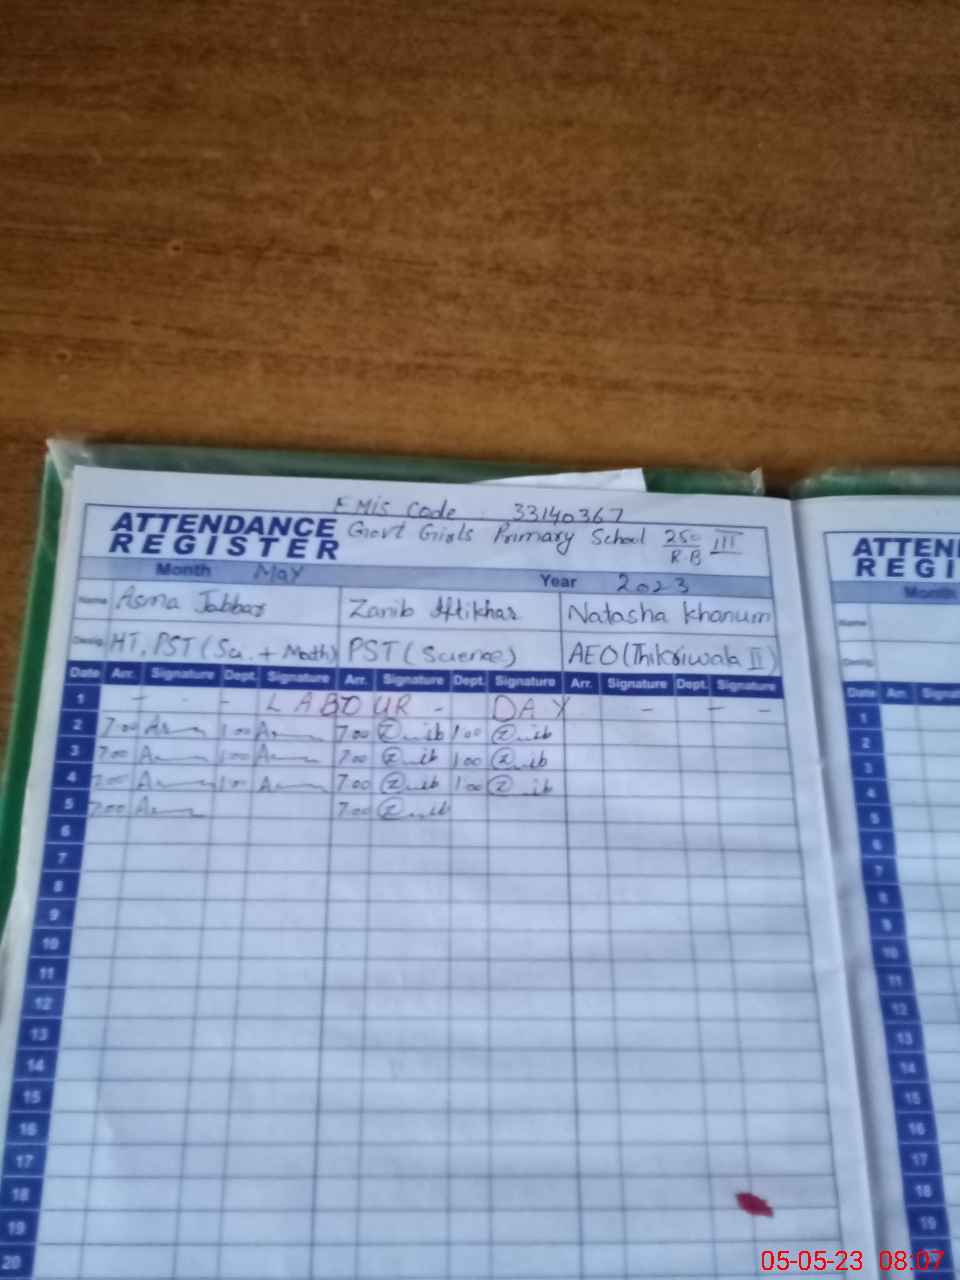 EMIS Code 33140367
ATTENDANCE REGISTER Govt Girls Primary School 250/R.B III
Month May Year 2023
Name Asma Jabbar Zanib Iftikhar Natasha Khanum
Desig HT, PST (Sci. + Math) PST (Science) AEO (Thikriwala II)
Date Arr. Signature Dept. Signature Arr. Signature Dept. Signature Arr. Signature Dept. Signature
1 - - - LABOUR - DAY - - -
2 7:00 1:00 7:00 1:00
3 7:00 1:00 7:00 1:00
4 7:00 1:00 7:00 1:00
5 7:00 7:00
6
7
8
9
10
11
12
13
14
15
16
17
18
19
20
ATTEN
REGI
Month
Name
Desig
Date Arr. Signat
1
2
3
4
5
6
7
8
9
10
11
12
13
14
15
16
17
18
19
05-05-23 08:07